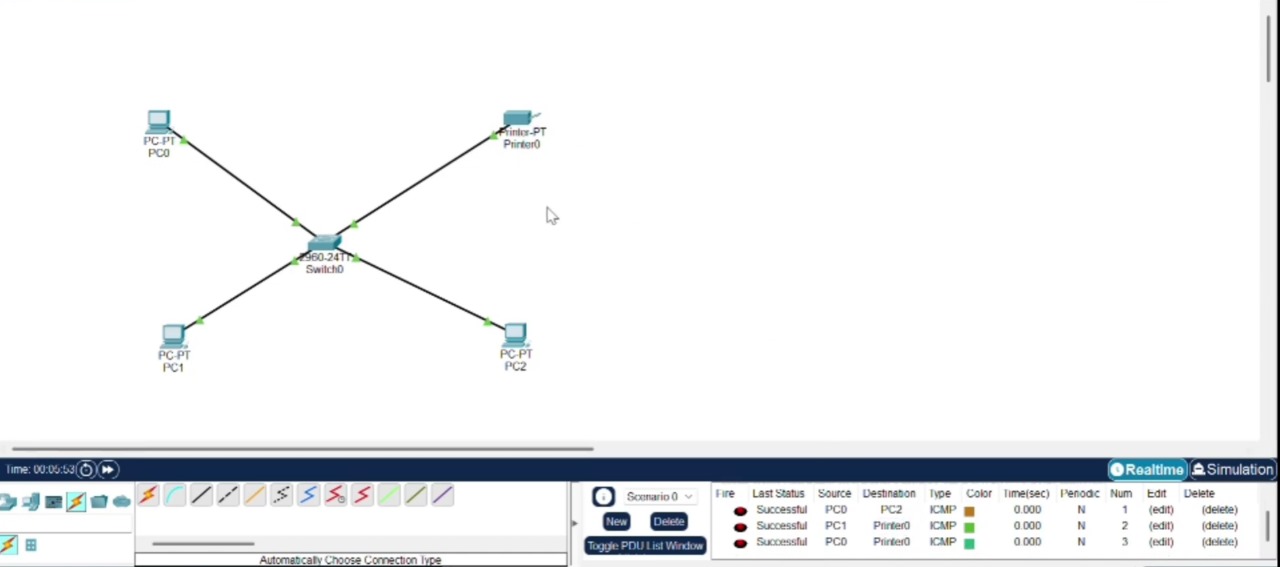 PC-PT
PC0
Printer-PT
Printer0
2960-24TT
Switch0
PC-PT
PC1
PC-PT
PC2
Time: 00:05:53
Realtime
Simulation
Scenario 0
New
Delete
Toggle PDU List Window
Automatically Choose Connection Type
Fire Last Status Source Destination Type Color Time(sec) Periodic Num Edit Delete
Successful PC0 PC2 ICMP 0.000 N 1 (edit) (delete)
Successful PC1 Printer0 ICMP 0.000 N 2 (edit) (delete)
Successful PC0 Printer0 ICMP 0.000 N 3 (edit) (delete)